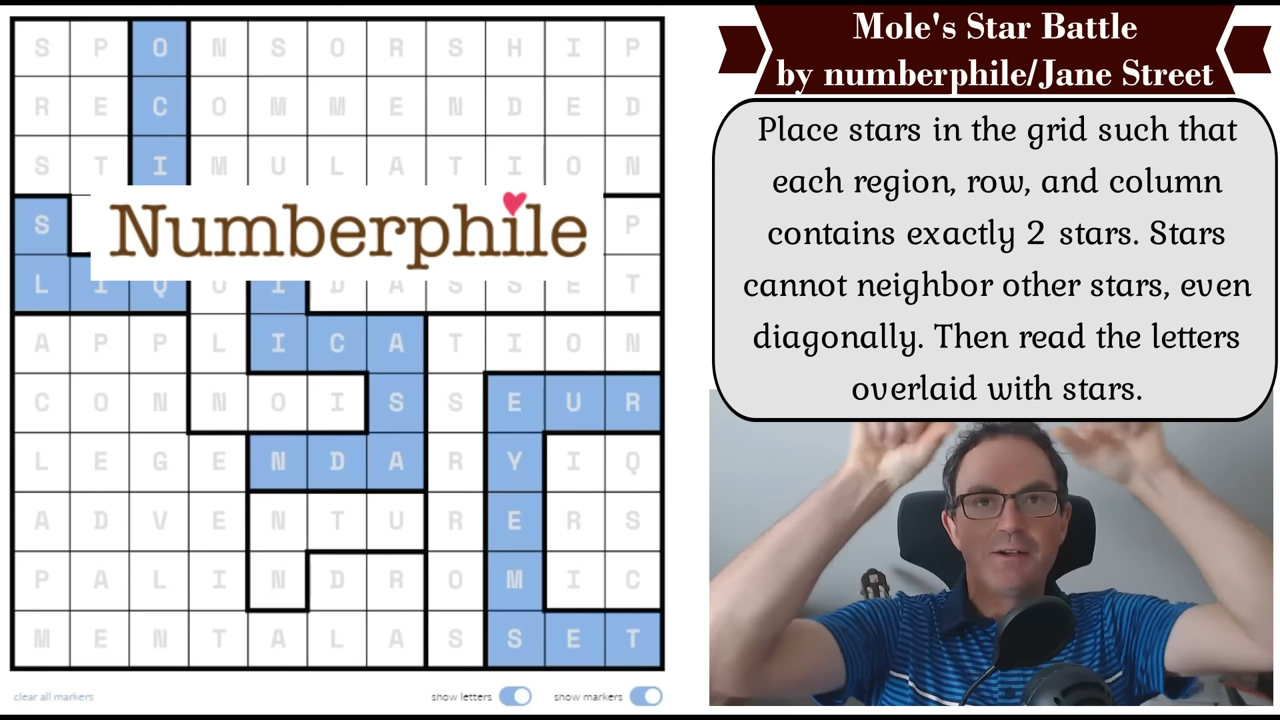 S P O N S O R S H I P
R E C O M M E N D E D
S T I M U L A T I O N
S Numberphile P
L I Q U I D A S S E T
A P P L I C A T I O N
C O N N O I S S E U R
L E G E N D A R Y I Q
A D V E N T U R E R S
P A L I N D R O M I C
M E N T A L A S S E T
clear all markers show letters show markers
Mole's Star Battle
by numberphile/Jane Street
Place stars in the grid such that
each region, row, and column
contains exactly 2 stars. Stars
cannot neighbor other stars, even
diagonally. Then read the letters
overlaid with stars.